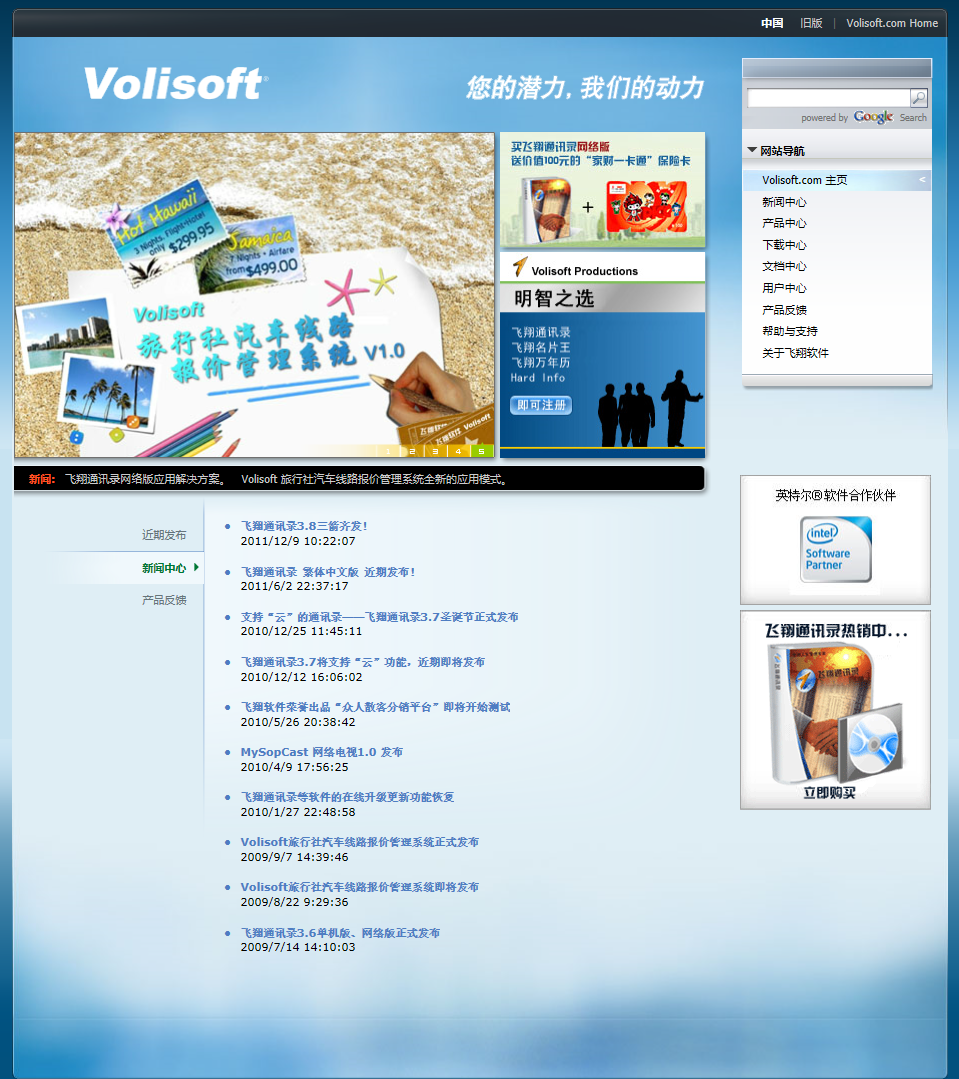 中国 旧版 | Volisoft.com Home
Volisoft®
您的潜力，我们的动力
powered by Google Search
网站导航
Volisoft.com 主页 <
新闻中心
产品中心
下载中心
文档中心
用户中心
产品反馈
帮助与支持
关于飞翔软件
Hot Hawaii
3 Nights, Flight+Hotel
only $299.95
Jamaica
7 Nights • Airfare
from $499.00
Volisoft
旅行社汽车线路
报价管理系统 V1.0
飞翔软件 Volisoft
1 2 3 4 5
买飞翔通讯录网络版
送价值100元的“家财一卡通”保险卡
+
Volisoft Productions
明智之选
飞翔通讯录
飞翔名片王
飞翔万年历
Hard Info
即可注册
新闻: 飞翔通讯录网络版应用解决方案。 Volisoft 旅行社汽车线路报价管理系统全新的应用模式。
近期发布
新闻中心
产品反馈
飞翔通讯录3.8三箭齐发！
2011/12/9 10:22:07
飞翔通讯录 繁体中文版 近期发布！
2011/6/2 22:37:17
支持“云”的通讯录——飞翔通讯录3.7圣诞节正式发布
2010/12/25 11:45:11
飞翔通讯录3.7将支持“云”功能，近期即将发布
2010/12/12 16:06:02
飞翔软件荣誉出品“众人散客分销平台”即将开始测试
2010/5/26 20:38:42
MySopCast 网络电视1.0 发布
2010/4/9 17:56:25
飞翔通讯录等软件的在线升级更新功能恢复
2010/1/27 22:48:58
Volisoft旅行社汽车线路报价管理系统正式发布
2009/9/7 14:39:46
Volisoft旅行社汽车线路报价管理系统即将发布
2009/8/22 9:29:36
飞翔通讯录3.6单机版、网络版正式发布
2009/7/14 14:10:03
英特尔®软件合作伙伴
intel
Software
Partner
飞翔通讯录热销中...
飞翔通讯录
立即购买